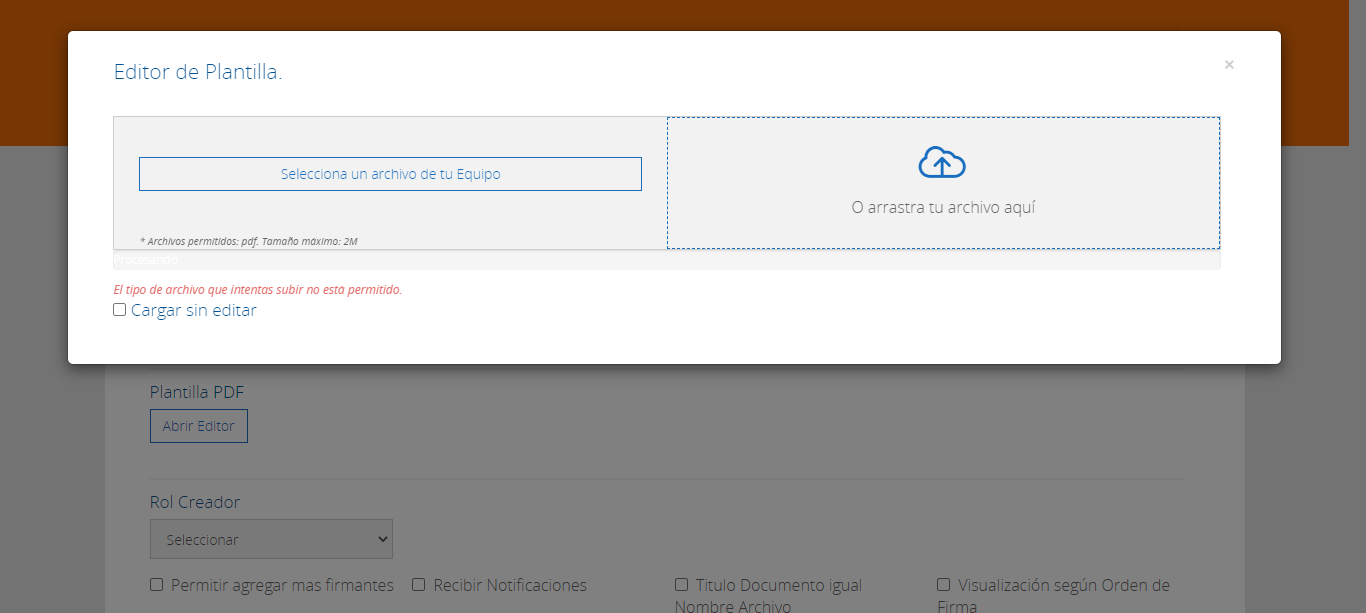 Editor de Plantilla.
×
Selecciona un archivo de tu Equipo
O arrastra tu archivo aquí
* Archivos permitidos: pdf. Tamaño máximo: 2M
Procesando
El tipo de archivo que intentas subir no está permitido.
Cargar sin editar
Plantilla PDF
Abrir Editor
Rol Creador
Seleccionar
Permitir agregar mas firmantes
Recibir Notificaciones
Titulo Documento igual
Nombre Archivo
Visualización según Orden de
Firma